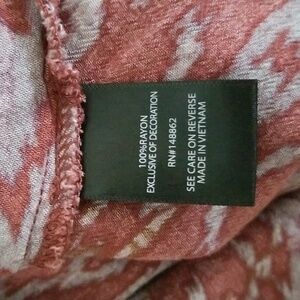 100%RAYON
EXCLUSIVE OF DECORATION
RN#148862
SEE CARE ON REVERSE
MADE IN VIETNAM